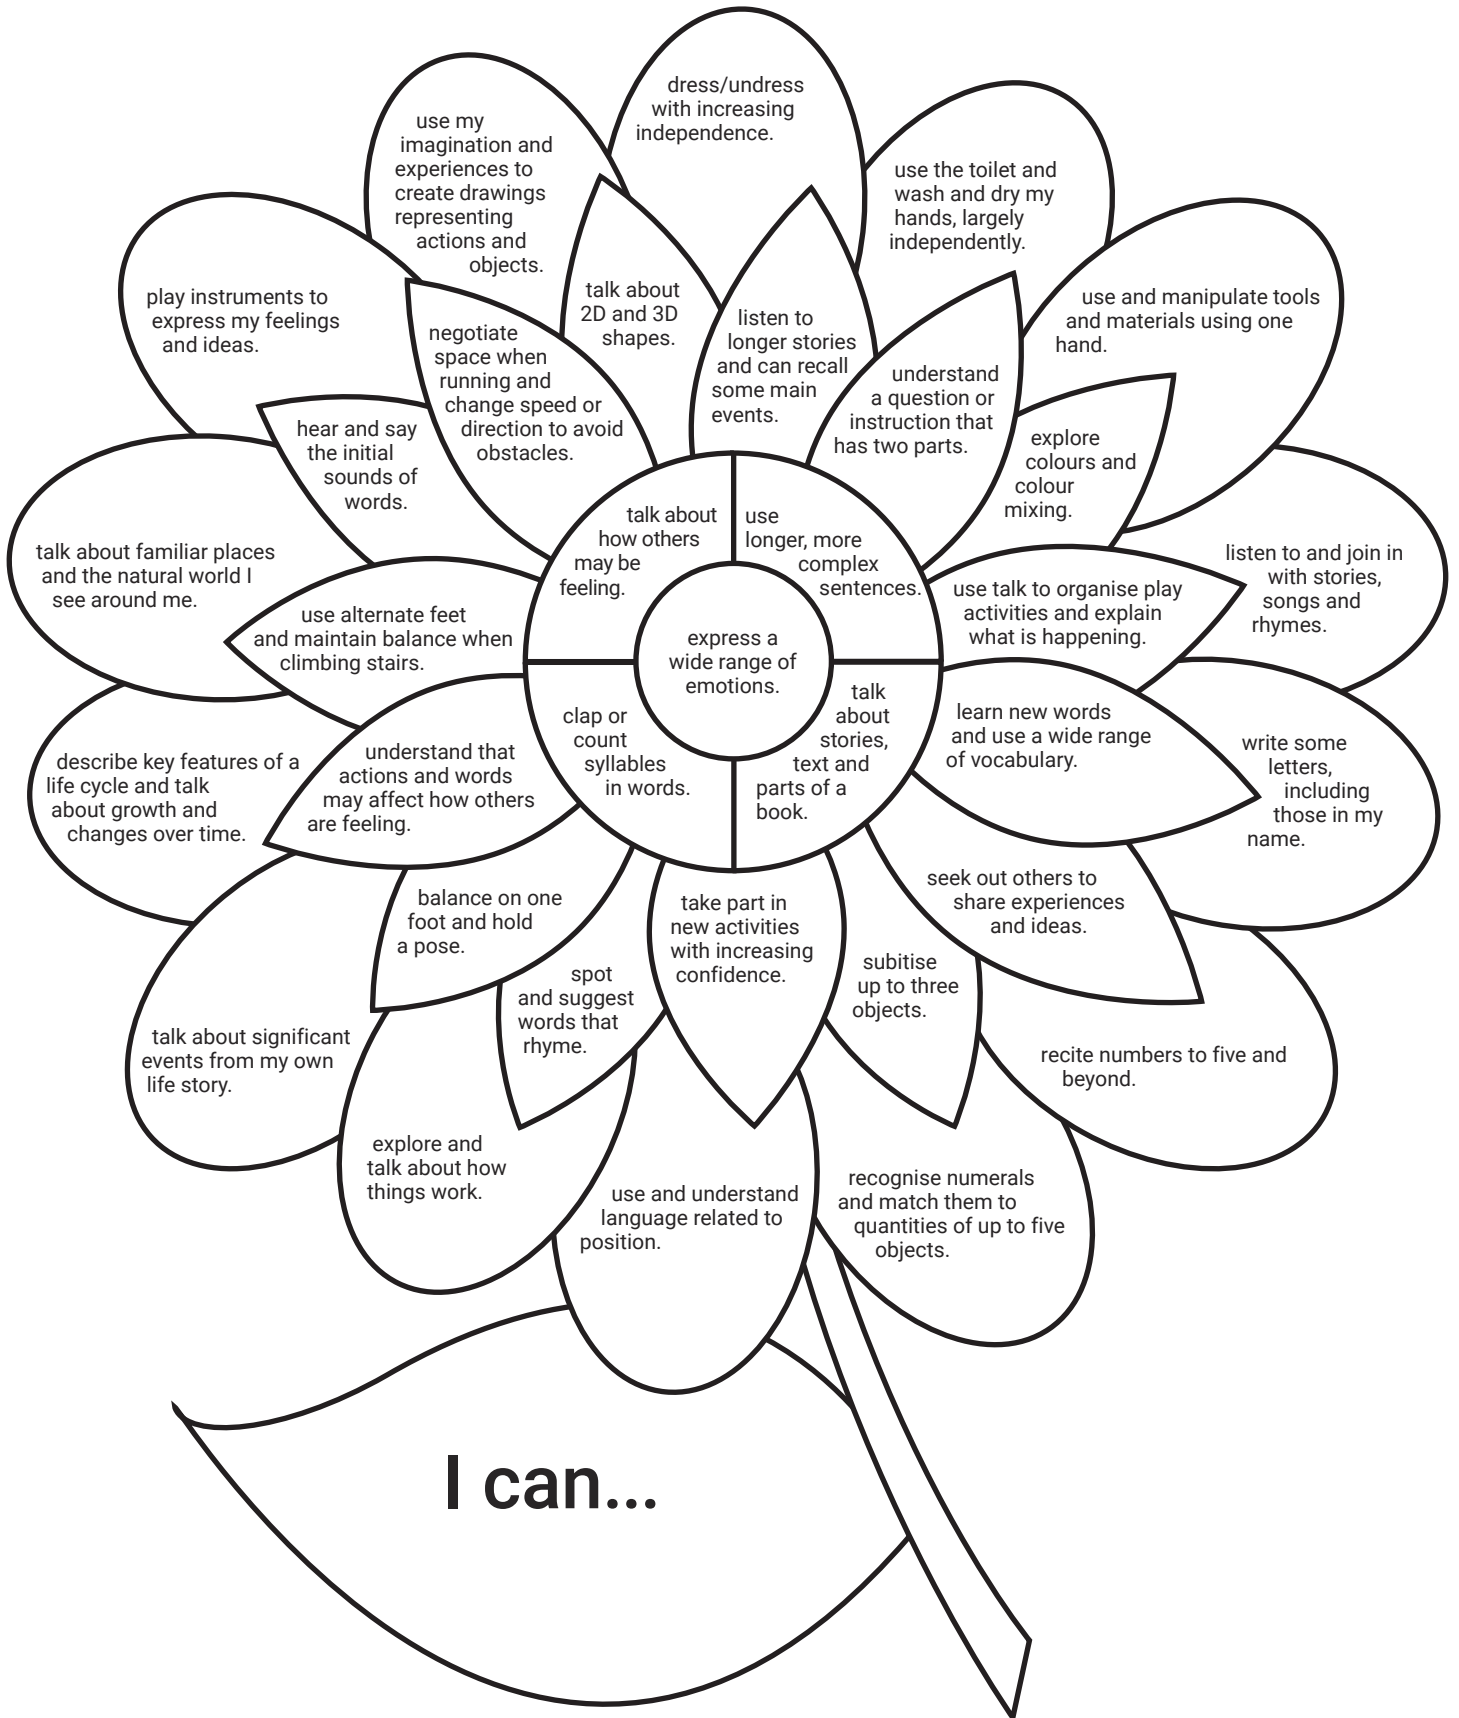 dress/undress
with increasing
independence.
use my
imagination and
experiences to
create drawings
representing
actions and
objects.
use the toilet and
wash and dry my
hands, largely
independently.
play instruments to
express my feelings
and ideas.
talk about
2D and 3D
shapes.
use and manipulate tools
and materials using one
hand.
negotiate
space when
running and
change speed or
direction to avoid
obstacles.
listen to
longer stories
and can recall
some main
events.
understand
a question or
instruction that
has two parts.
hear and say
the initial
sounds of
words.
explore
colours and
colour
mixing.
talk about familiar places
and the natural world I
see around me.
talk about
how others
may be
feeling.
use
longer, more
complex
sentences.
listen to and join in
with stories,
songs and
rhymes.
use alternate feet
and maintain balance when
climbing stairs.
use talk to organise play
activities and explain
what is happening.
express a
wide range of
emotions.
clap or
count
syllables
in words.
talk
about
stories,
text and
parts of a
book.
learn new words
and use a wide range
of vocabulary.
write some
letters,
including
those in my
name.
describe key features of a
life cycle and talk
about growth and
changes over time.
understand that
actions and words
may affect how others
are feeling.
balance on one
foot and hold
a pose.
take part in
new activities
with increasing
confidence.
seek out others to
share experiences
and ideas.
spot
and suggest
words that
rhyme.
subitise
up to three
objects.
talk about significant
events from my own
life story.
recite numbers to five and
beyond.
explore and
talk about how
things work.
use and understand
language related to
position.
recognise numerals
and match them to
quantities of up to five
objects.
I can...